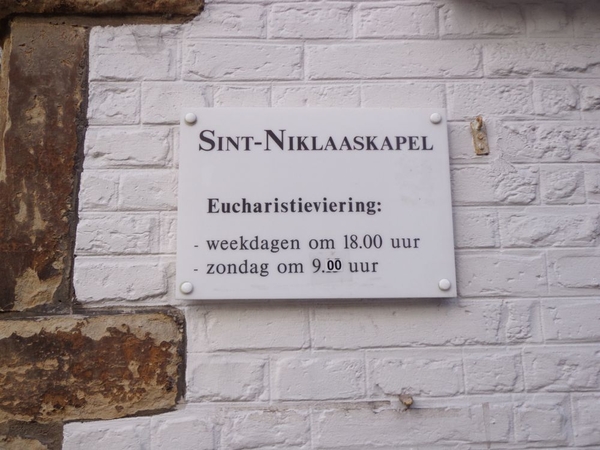 SINT-NIKLAASKAPEL
Eucharistieviering:
- weekdagen om 18.00 uur
- zondag om 9.00 uur